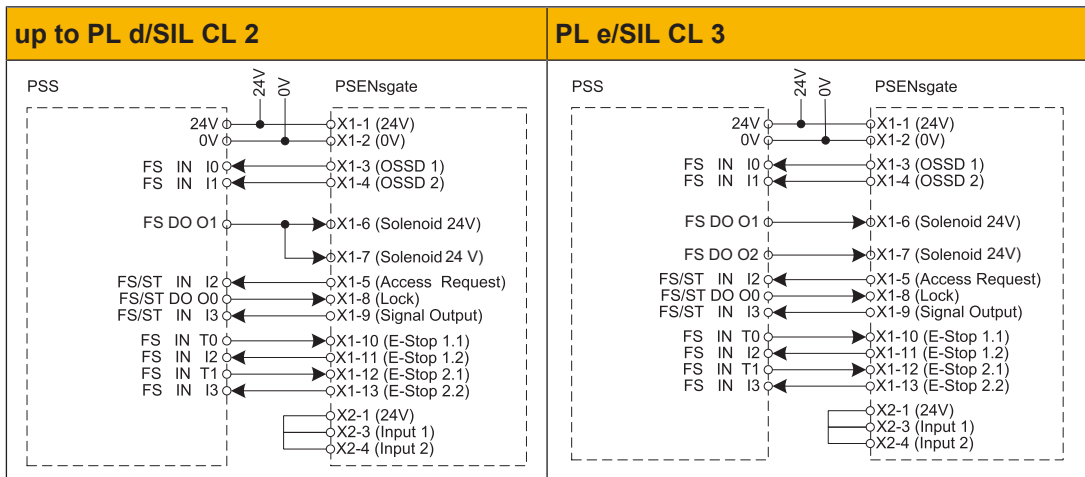 up to PL d/SIL CL 2
PSS
24V
0V
PSENsgate
24V
X1-1 (24V)
0V
X1-2 (0V)
FS IN I0
X1-3 (OSSD 1)
FS IN I1
X1-4 (OSSD 2)
FS DO O1
X1-6 (Solenoid 24V)
X1-7 (Solenoid 24 V)
FS/ST IN I2
X1-5 (Access Request)
FS/ST DO O0
X1-8 (Lock)
FS/ST IN I3
X1-9 (Signal Output)
FS IN T0
X1-10 (E-Stop 1.1)
FS IN I2
X1-11 (E-Stop 1.2)
FS IN T1
X1-12 (E-Stop 2.1)
FS IN I3
X1-13 (E-Stop 2.2)
X2-1 (24V)
X2-3 (Input 1)
X2-4 (Input 2)
PL e/SIL CL 3
PSS
24V
0V
PSENsgate
24V
X1-1 (24V)
0V
X1-2 (0V)
FS IN I0
X1-3 (OSSD 1)
FS IN I1
X1-4 (OSSD 2)
FS DO O1
X1-6 (Solenoid 24V)
FS DO O2
X1-7 (Solenoid 24V)
FS/ST IN I2
X1-5 (Access Request)
FS/ST DO O0
X1-8 (Lock)
FS/ST IN I3
X1-9 (Signal Output)
FS IN T0
X1-10 (E-Stop 1.1)
FS IN I2
X1-11 (E-Stop 1.2)
FS IN T1
X1-12 (E-Stop 2.1)
FS IN I3
X1-13 (E-Stop 2.2)
X2-1 (24V)
X2-3 (Input 1)
X2-4 (Input 2)